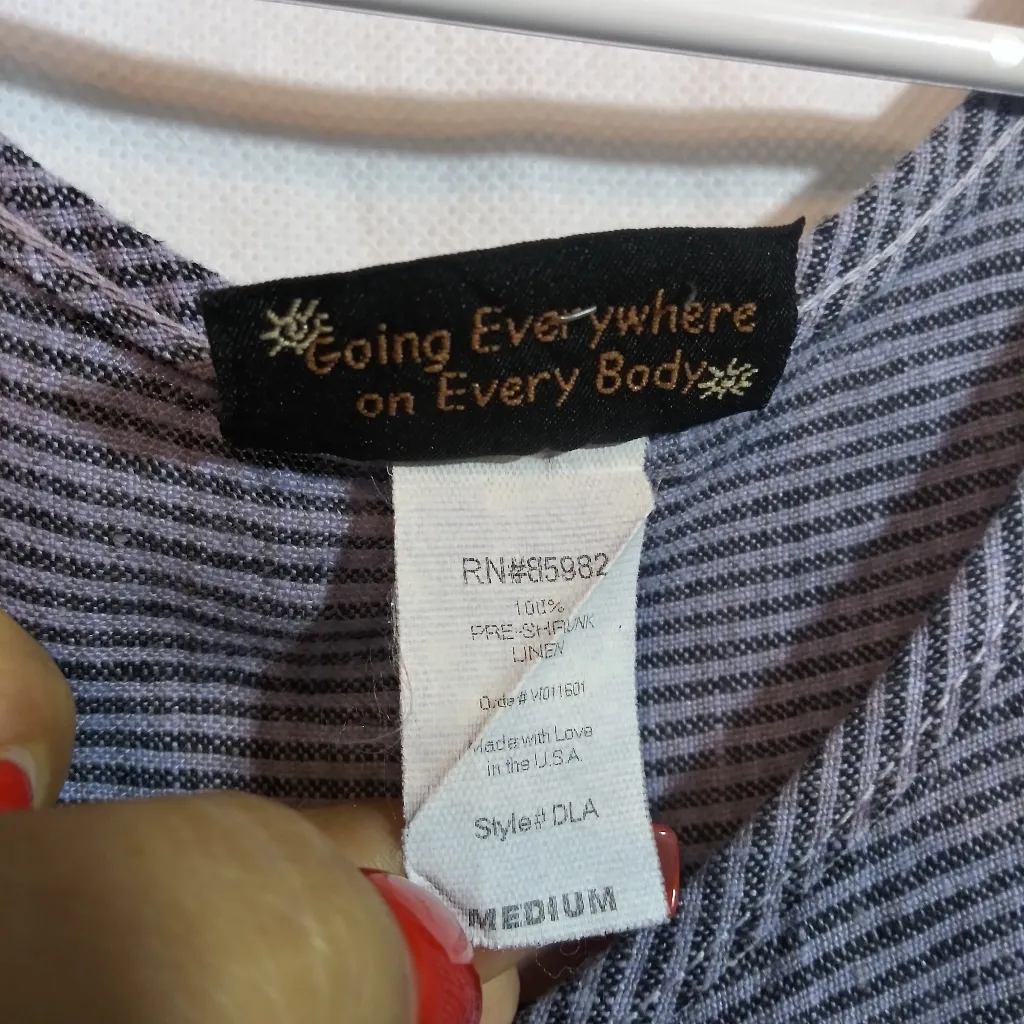 Going Everywhere
on Every Body
RN#85982
100%
PRE-SHRUNK
LINEN
Made with Love
in the U.S.A.
Style# DLA
MEDIUM